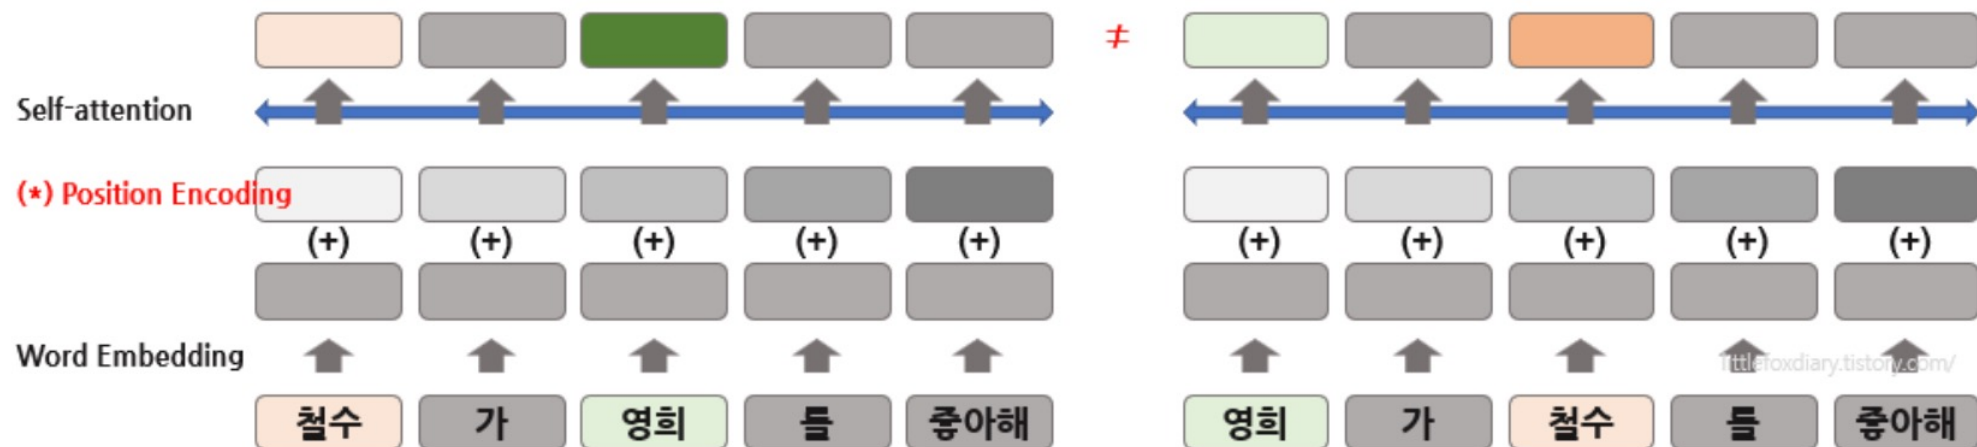 ≠
Self-attention
(*) Position Encoding
(+) (+) (+) (+) (+) (+) (+) (+) (+) (+)
Word Embedding
littlefoxdiary.tistory.com/
철수 가 영희 를 좋아해 영희 가 철수 를 좋아해